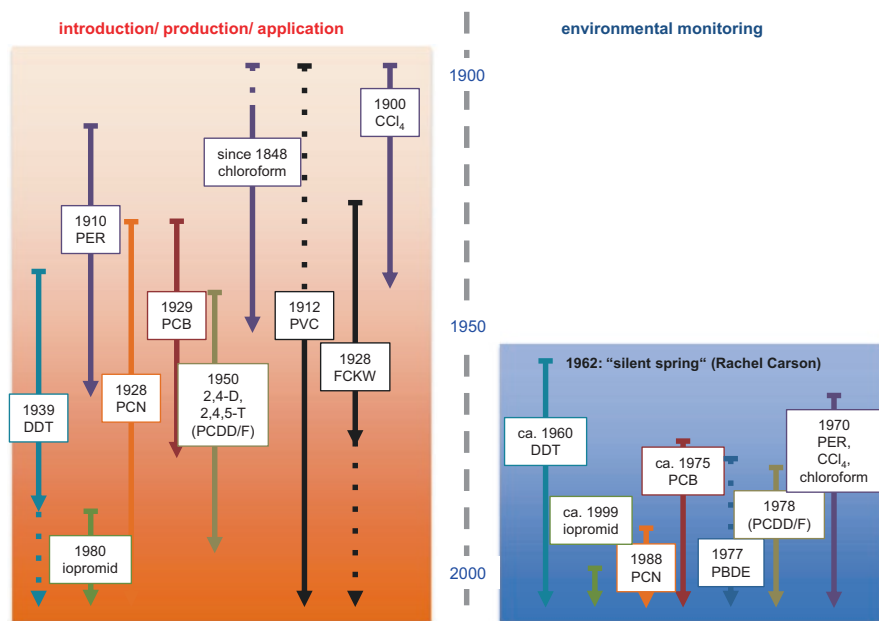 introduction/ production/ application
environmental monitoring
1900
1950
2000
1900
CCl₄
since 1848
chloroform
1910
PER
1929
PCB
1912
PVC
1928
FCKW
1950
2,4-D,
2,4,5-T
(PCDD/F)
1928
PCN
1939
DDT
1980
iopromid
1962: “silent spring“ (Rachel Carson)
ca. 1960
DDT
ca. 1975
PCB
1970
PER,
CCl₄,
chloroform
ca. 1999
iopromid
1978
(PCDD/F)
1988
PCN
1977
PBDE